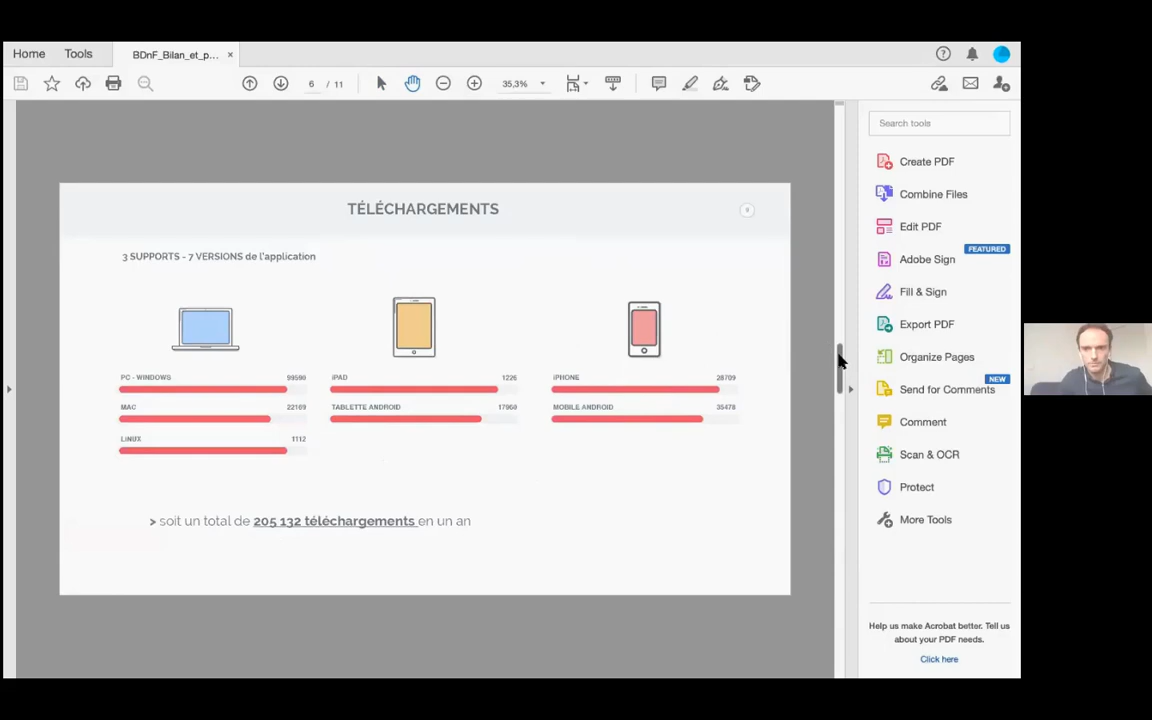 Home Tools BDnF_Bilan_et_p... ×
6 / 11 35,3%
Search tools
TÉLÉCHARGEMENTS
3 SUPPORTS - 7 VERSIONS de l'application
PC - WINDOWS 99590
MAC 22169
LINUX 1112
iPAD 1226
TABLETTE ANDROID 17960
iPHONE 28709
MOBILE ANDROID 35478
> soit un total de 205 132 téléchargements en un an
Create PDF
Combine Files
Edit PDF
FEATURED
Adobe Sign
Fill & Sign
Export PDF
Organize Pages
NEW
Send for Comments
Comment
Scan & OCR
Protect
More Tools
Help us make Acrobat better. Tell us
about your PDF needs.
Click here